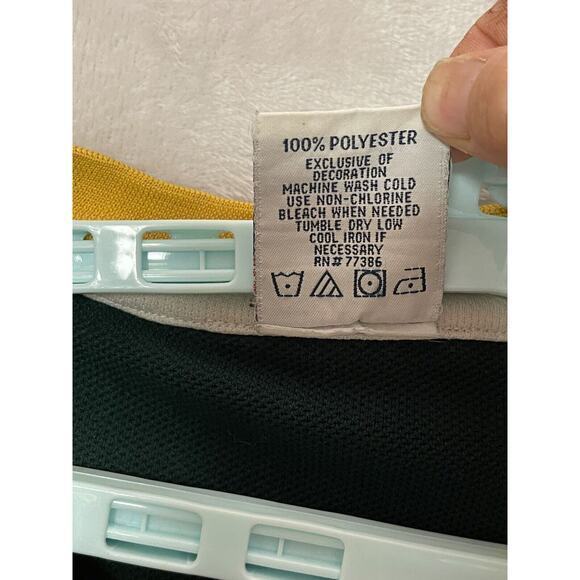 100% POLYESTER
EXCLUSIVE OF
DECORATION
MACHINE WASH COLD
USE NON-CHLORINE
BLEACH WHEN NEEDED
TUMBLE DRY LOW
COOL IRON IF
NECESSARY
RN#77386